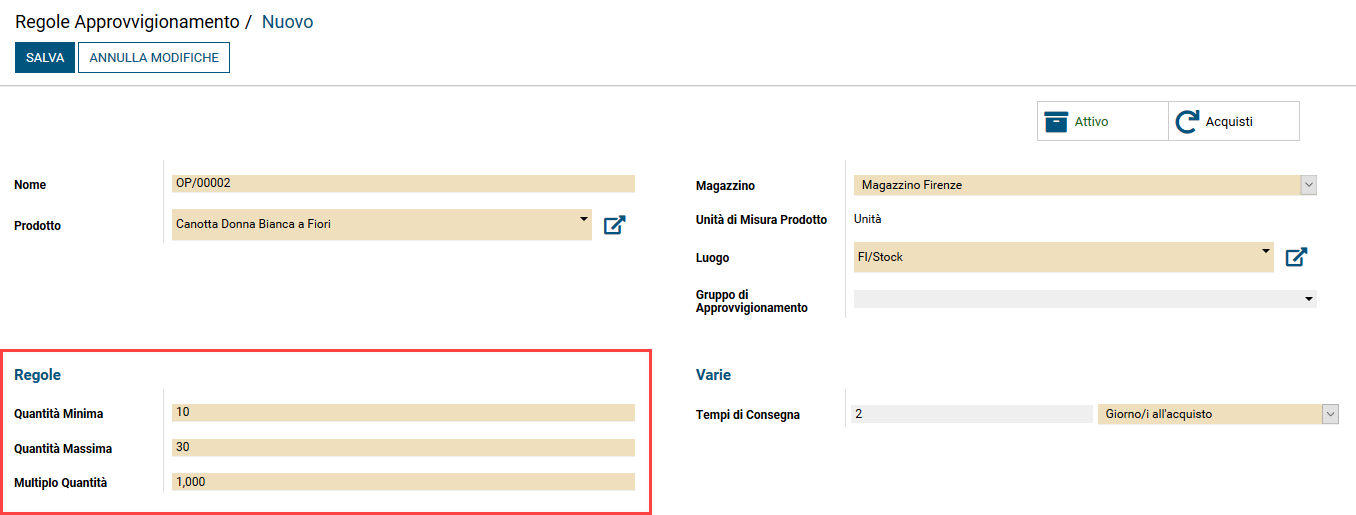 Regole Approvvigionamento / Nuovo
SALVA ANNULLA MODIFICHE
Attivo Acquisti
Nome OP/00002
Prodotto Canotta Donna Bianca a Fiori
Magazzino Magazzino Firenze
Unità di Misura Prodotto Unità
Luogo FI/Stock
Gruppo di
Approvvigionamento
Regole
Quantità Minima 10
Quantità Massima 30
Multiplo Quantità 1,000
Varie
Tempi di Consegna 2 Giorno/i all'acquisto